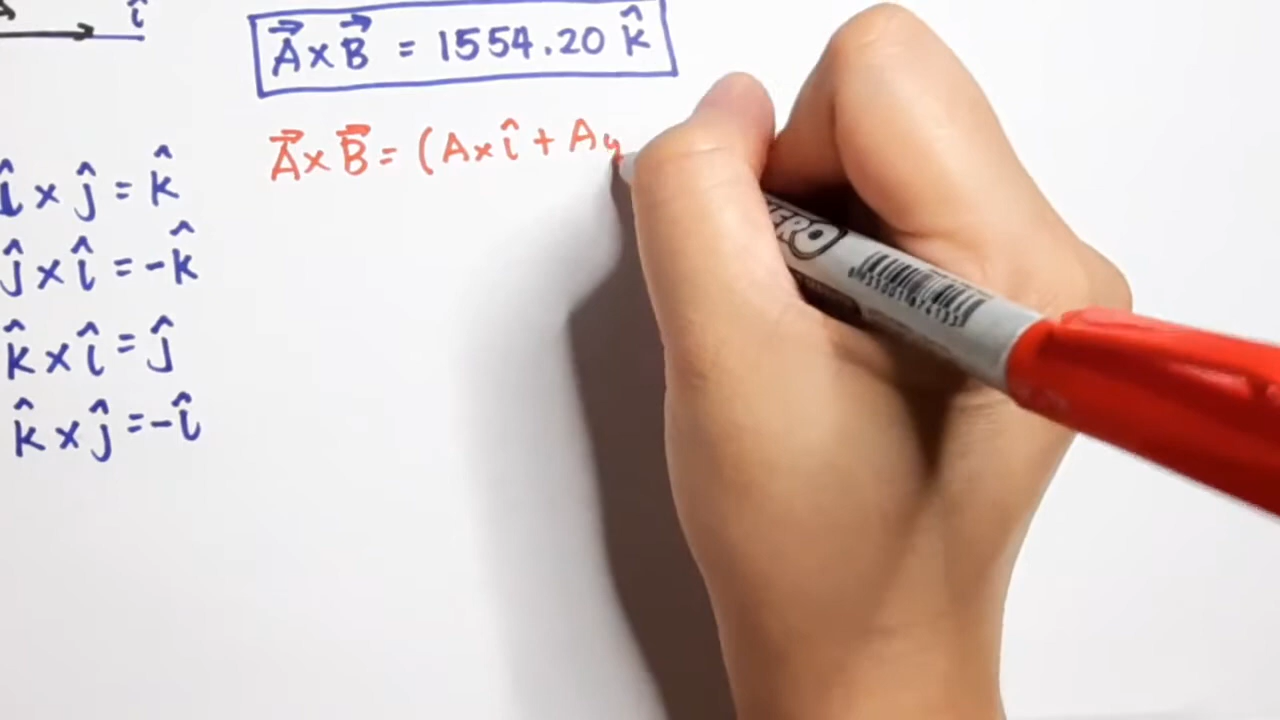 î
A⃗ x B⃗ = 1554.20 k̂
A⃗ x B⃗ = (Ax î + Ay
î x ĵ = k̂
ĵ x î = -k̂
k̂ x î = ĵ
k̂ x ĵ = -î